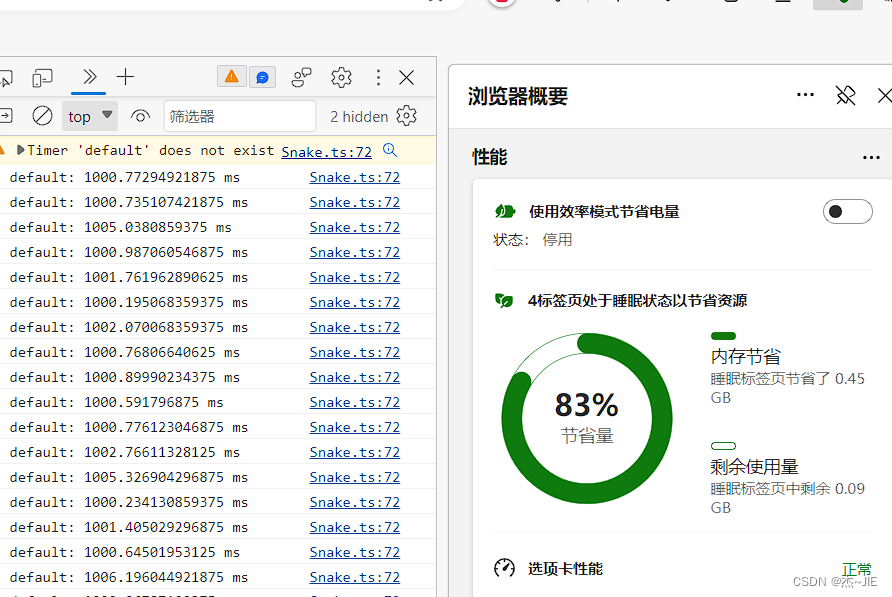 top
筛选器
2 hidden
Timer 'default' does not exist Snake.ts:72
default: 1000.77294921875 ms Snake.ts:72
default: 1000.735107421875 ms Snake.ts:72
default: 1005.0380859375 ms Snake.ts:72
default: 1000.987060546875 ms Snake.ts:72
default: 1001.761962890625 ms Snake.ts:72
default: 1000.195068359375 ms Snake.ts:72
default: 1002.070068359375 ms Snake.ts:72
default: 1000.76806640625 ms Snake.ts:72
default: 1000.89990234375 ms Snake.ts:72
default: 1000.591796875 ms Snake.ts:72
default: 1000.776123046875 ms Snake.ts:72
default: 1002.76611328125 ms Snake.ts:72
default: 1005.326904296875 ms Snake.ts:72
default: 1000.234130859375 ms Snake.ts:72
default: 1001.405029296875 ms Snake.ts:72
default: 1000.64501953125 ms Snake.ts:72
default: 1006.196044921875 ms Snake.ts:72
浏览器概要
性能
使用效率模式节省电量
状态: 停用
4标签页处于睡眠状态以节省资源
83%
节省量
内存节省
睡眠标签页节省了 0.45
GB
剩余使用量
睡眠标签页中剩余 0.09
GB
选项卡性能
正常
CSDN @杰~JIE